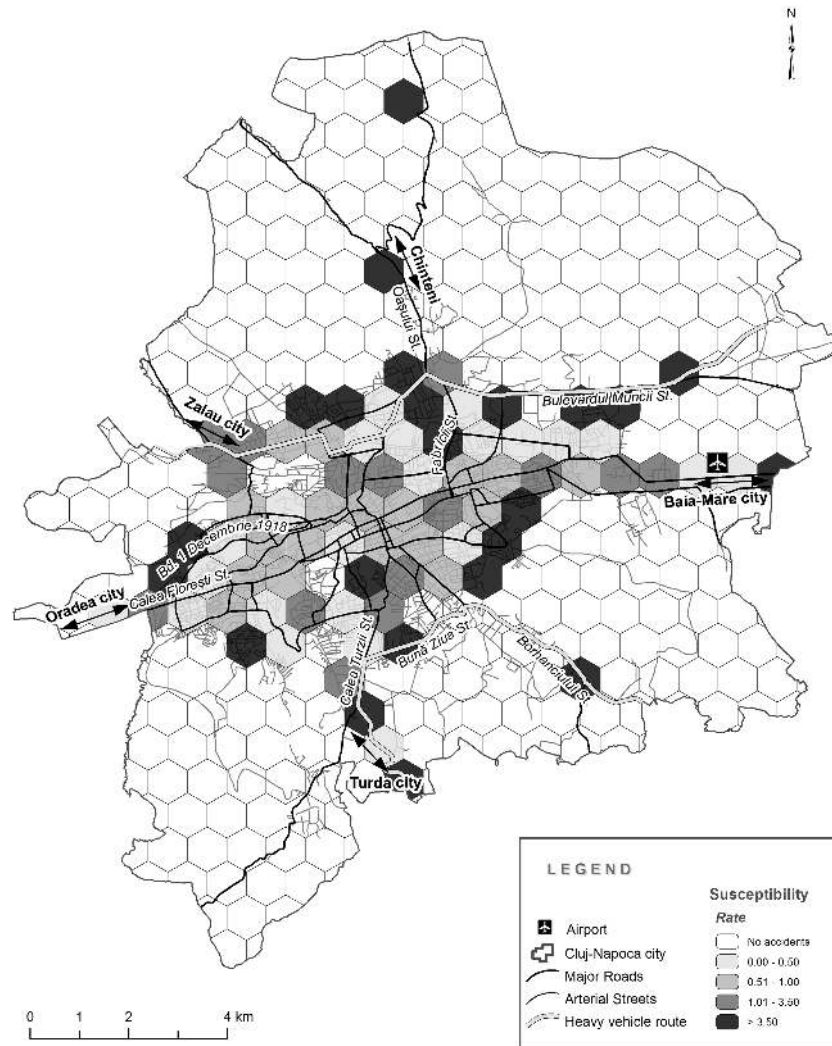 N
Chinteni
Oașului St.
Zalau city
Bulevardul Muncii St.
Fabricii St.
Baia-Mare city
Bd. 1 Decembrie 1918
Calea Florești St.
Oradea city
Calea Turzii St.
Bună Ziua St.
Borhanciului St.
Turda city
LEGEND
Susceptibility
Rate
Airport
Cluj-Napoca city
Major Roads
Arterial Streets
Heavy vehicle route
No accidents
0.00 - 0.50
0.51 - 1.00
1.01 - 3.50
> 3.50
0 1 2 4 km